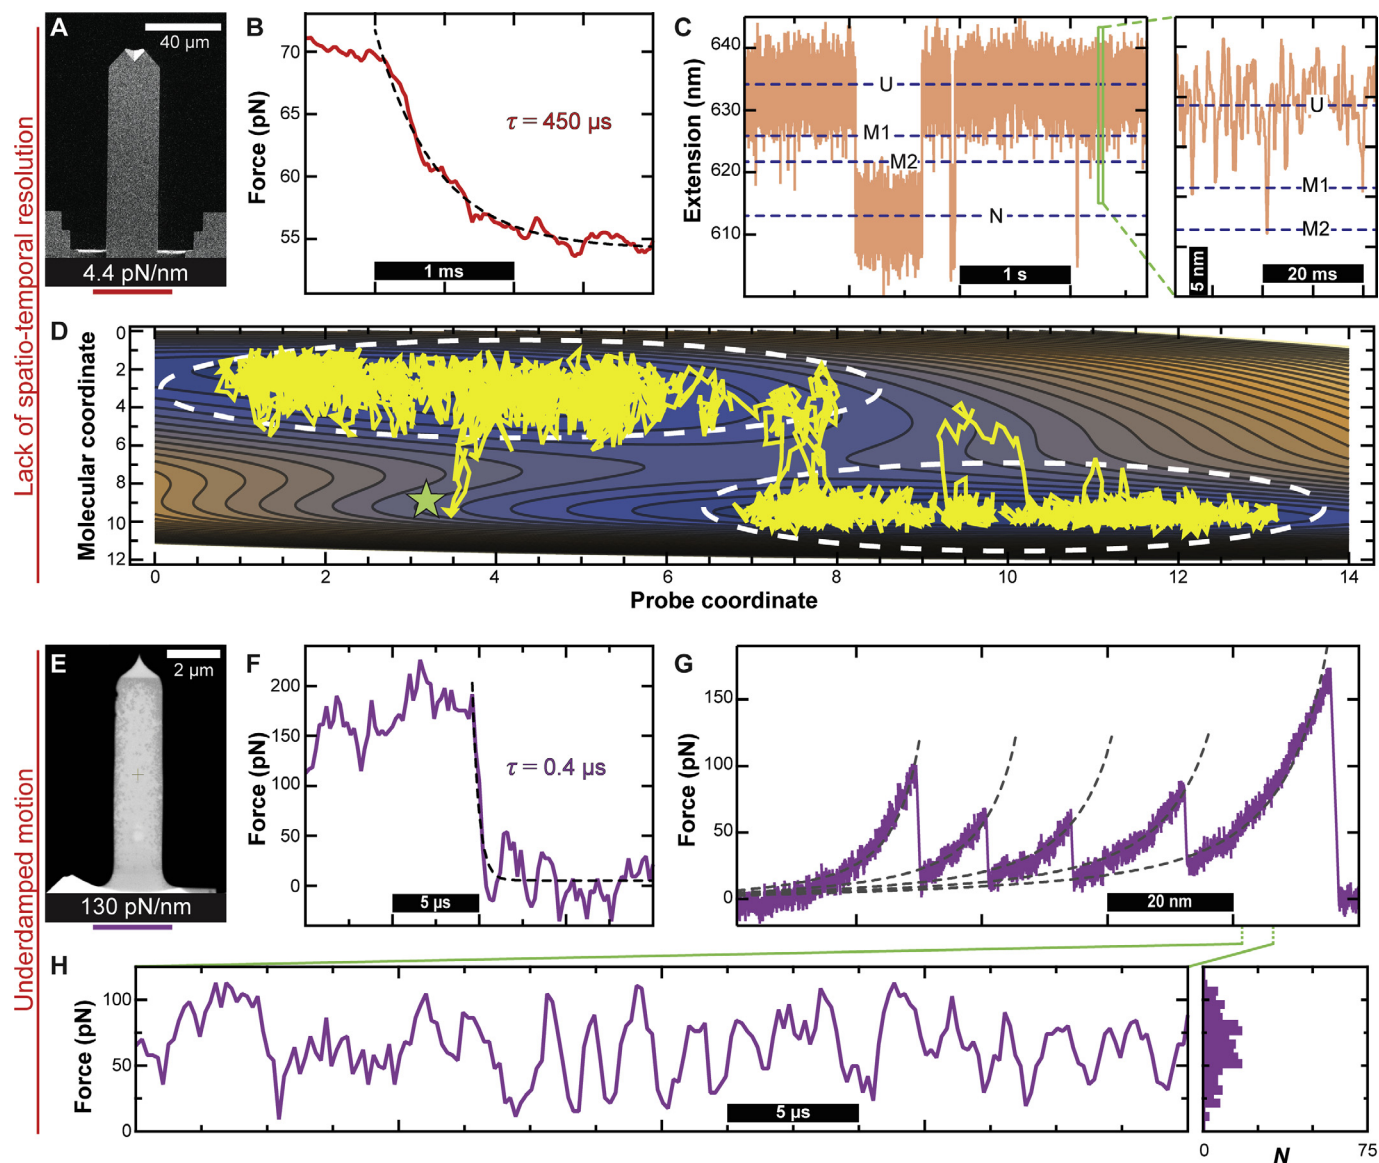 Lack of spatio-temporal resolution
A
40 µm
4.4 pN/nm
B
Force (pN)
70
65
60
55
τ = 450 µs
1 ms
C
Extension (nm)
640
630
620
610
U
M1
M2
N
1 s
U
M1
M2
5 nm
20 ms
D
Molecular coordinate
0
2
4
6
8
10
12
0 2 4 6 8 10 12 14
Probe coordinate
Underdamped motion
E
2 µm
130 pN/nm
F
Force (pN)
200
150
100
50
0
τ = 0.4 µs
5 µs
G
Force (pN)
150
100
50
0
20 nm
H
Force (pN)
100
50
0
5 µs
0 N 75